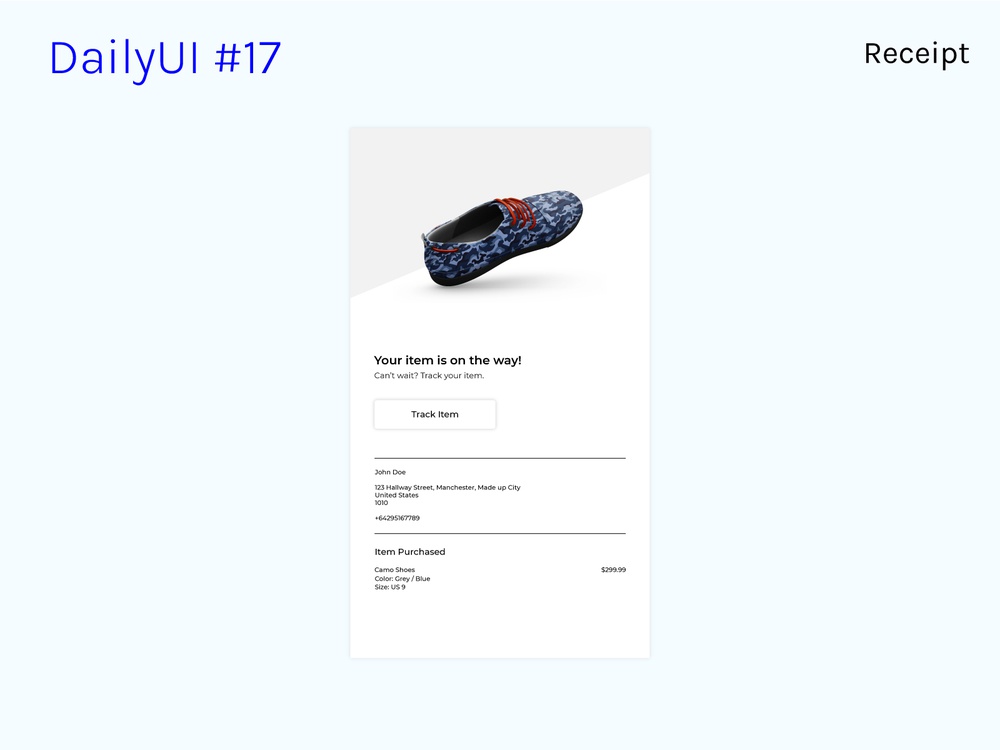 DailyUI #17
Receipt
Your item is on the way!
Can't wait? Track your item.
Track Item
John Doe
123 Hallway Street, Manchester, Made up City
United States
1010
+64295167789
Item Purchased
Camo Shoes $299.99
Color: Grey / Blue
Size: US 9